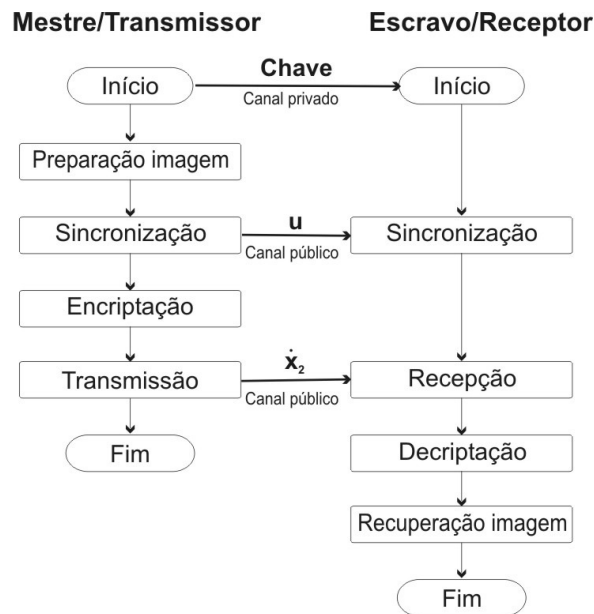 Mestre/Transmissor
Escravo/Receptor
Início
Chave
Canal privado
Início
Preparação imagem
Sincronização
u
Canal público
Sincronização
Encriptação
Transmissão
ẋ₂
Canal público
Recepção
Fim
Decriptação
Recuperação imagem
Fim